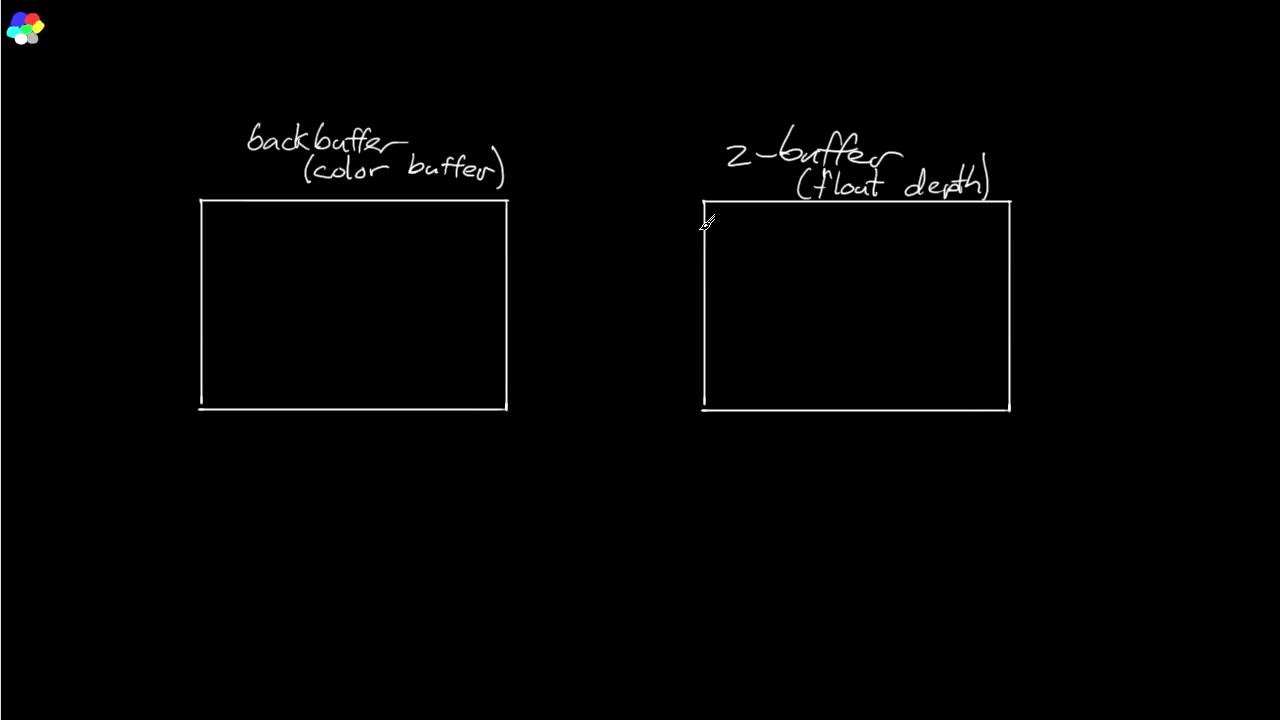 backbuffer
(color buffer)
z-buffer
(float depth)